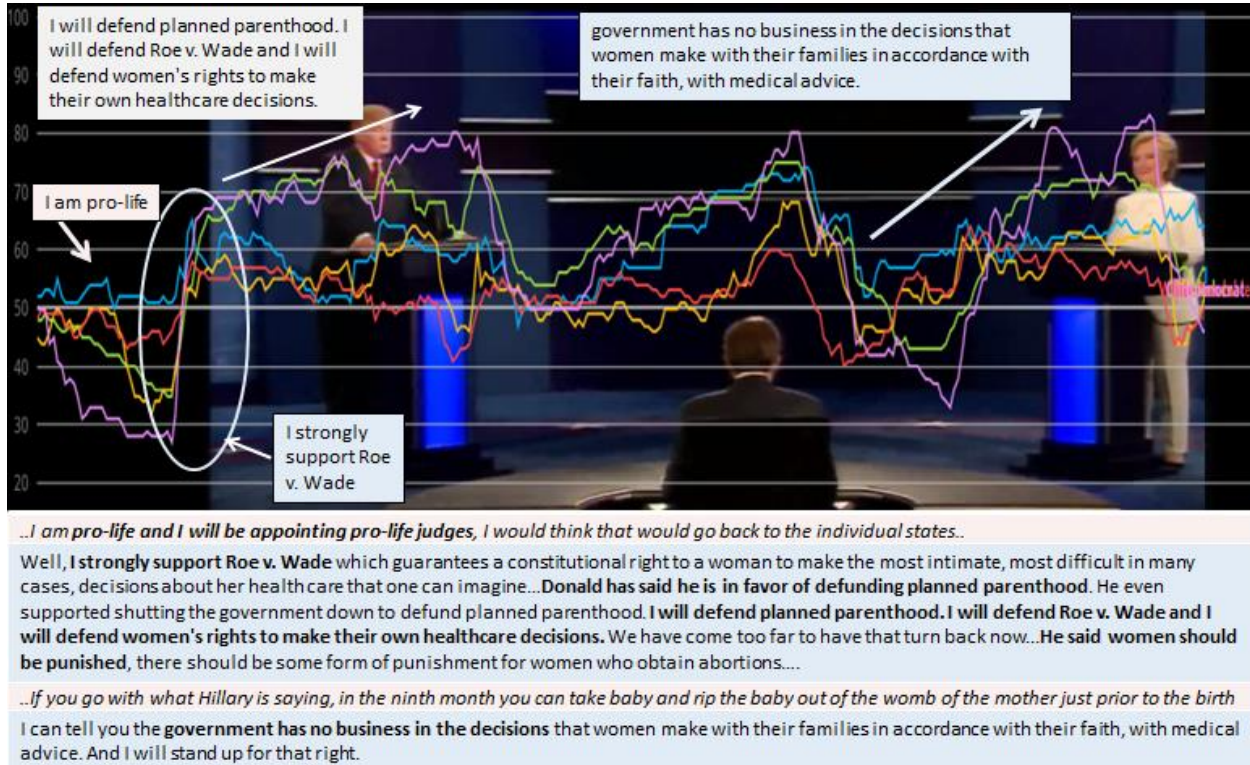 100
90
80
70
60
50
40
30
20
I will defend planned parenthood. I
will defend Roe v. Wade and I will
defend women's rights to make
their own healthcare decisions.
government has no business in the decisions that
women make with their families in accordance with
their faith, with medical advice.
I am pro-life
I strongly
support Roe
v. Wade
..I am pro-life and I will be appointing pro-life judges, I would think that would go back to the individual states..
Well, I strongly support Roe v. Wade which guarantees a constitutional right to a woman to make the most intimate, most difficult in many
cases, decisions about her healthcare that one can imagine...Donald has said he is in favor of defunding planned parenthood. He even
supported shutting the government down to defund planned parenthood. I will defend planned parenthood. I will defend Roe v. Wade and I
will defend women's rights to make their own healthcare decisions. We have come too far to have that turn back now...He said women should
be punished, there should be some form of punishment for women who obtain abortions....
..If you go with what Hillary is saying, in the ninth month you can take baby and rip the baby out of the womb of the mother just prior to the birth
I can tell you the government has no business in the decisions that women make with their families in accordance with their faith, with medical
advice. And I will stand up for that right.